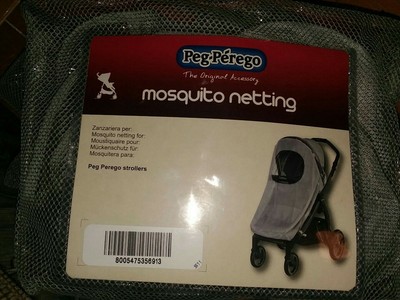 Peg-Pérego
The Original Accessory
mosquito netting
Zanzariera per:
Mosquito netting for:
Moustiquaire pour:
Mückenschutz für:
Mosquitera para:
Peg Pérego strollers
8005475356913